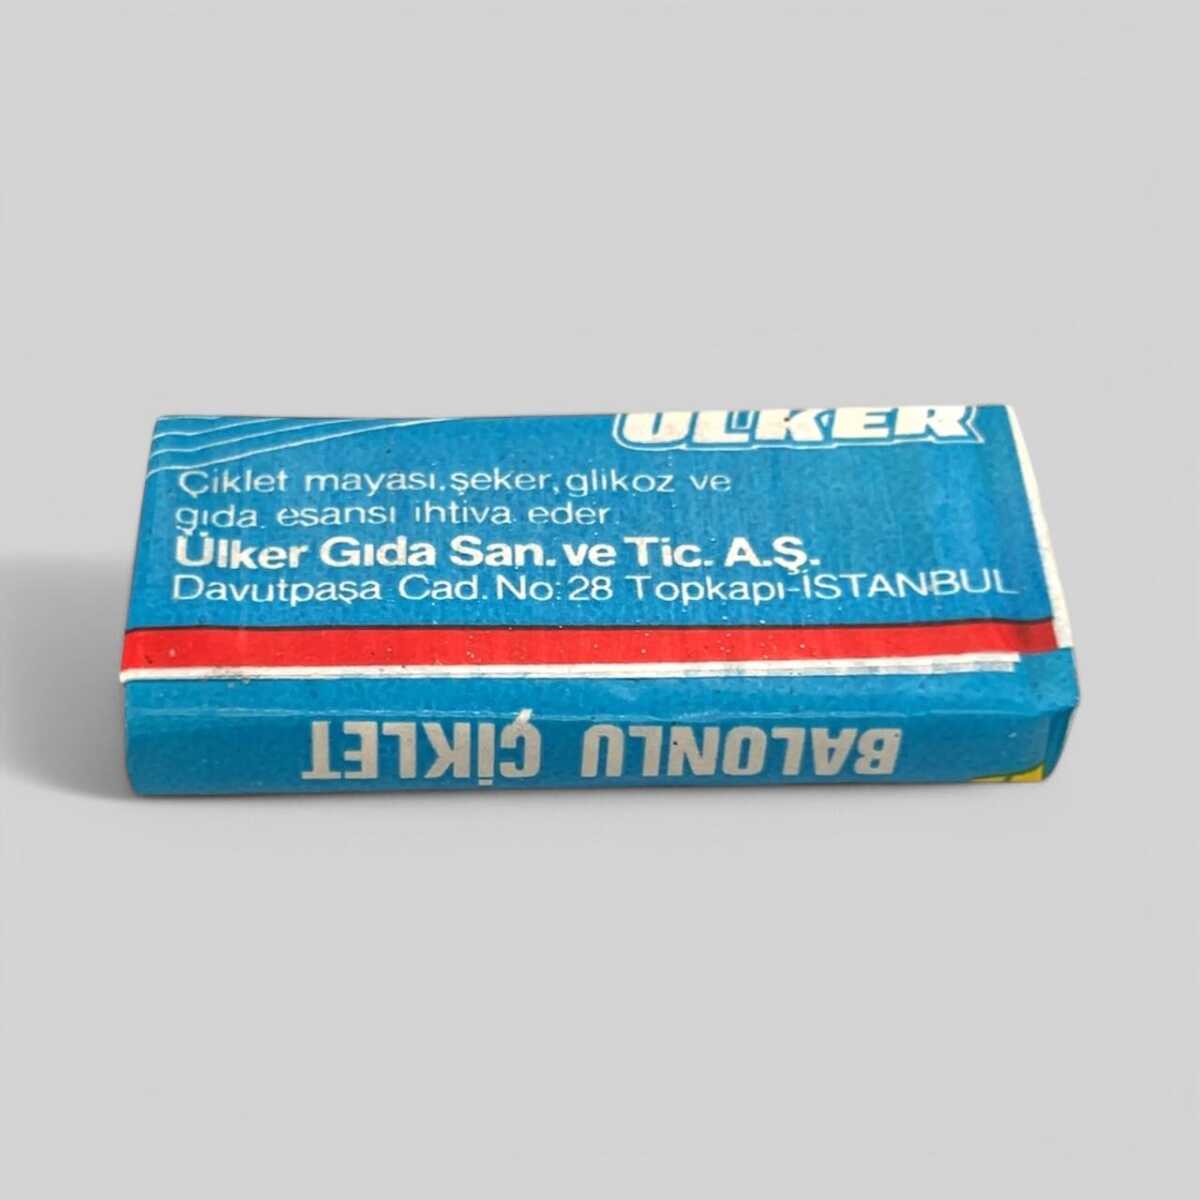 ÜLKER
Çiklet mayası, şeker, glikoz ve
gıda esansı ihtiva eder.
Ülker Gıda San. ve Tic. A.Ş.
Davutpaşa Cad. No: 28 Topkapı-İSTANBUL
BALONLU ÇİKLET